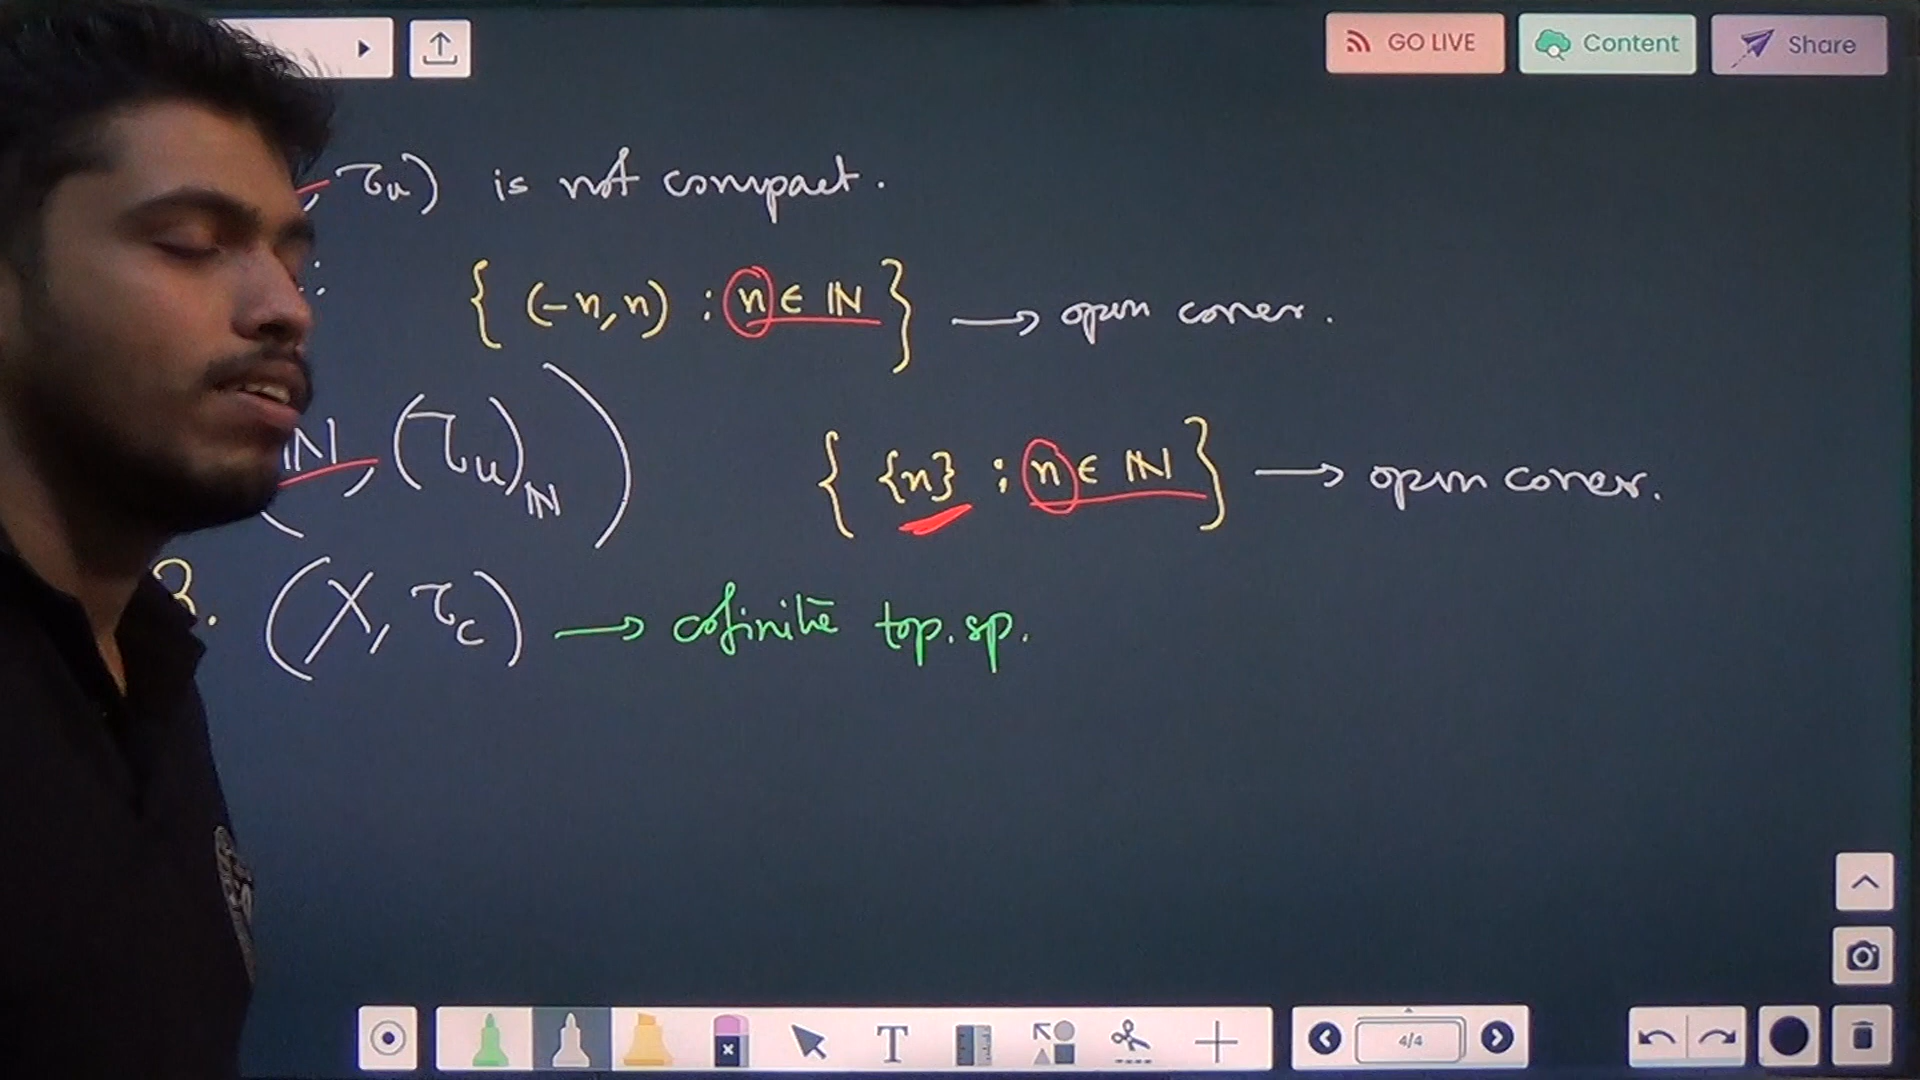 GO LIVE Content Share
, τu) is not compact.
{ (-n, n) : n ∈ ℕ } → open cover.
ℕ, (τu)ℕ ) { {n} : n ∈ ℕ } → open cover.
3. (X, τc) → cofinite top. sp.
T 4/4